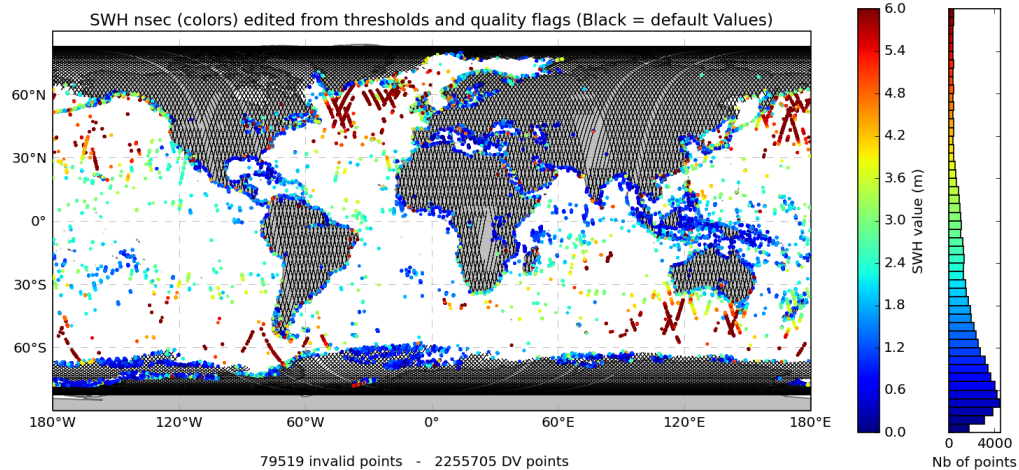 SWH nsec (colors) edited from thresholds and quality flags (Black = default Values)
60°N
30°N
0°
30°S
60°S
180°W 120°W 60°W 0° 60°E 120°E 180°E
79519 invalid points - 2255705 DV points
6.0
5.4
4.8
4.2
3.6
3.0
2.4
1.8
1.2
0.6
0.0
SWH value (m)
0 4000
Nb of points